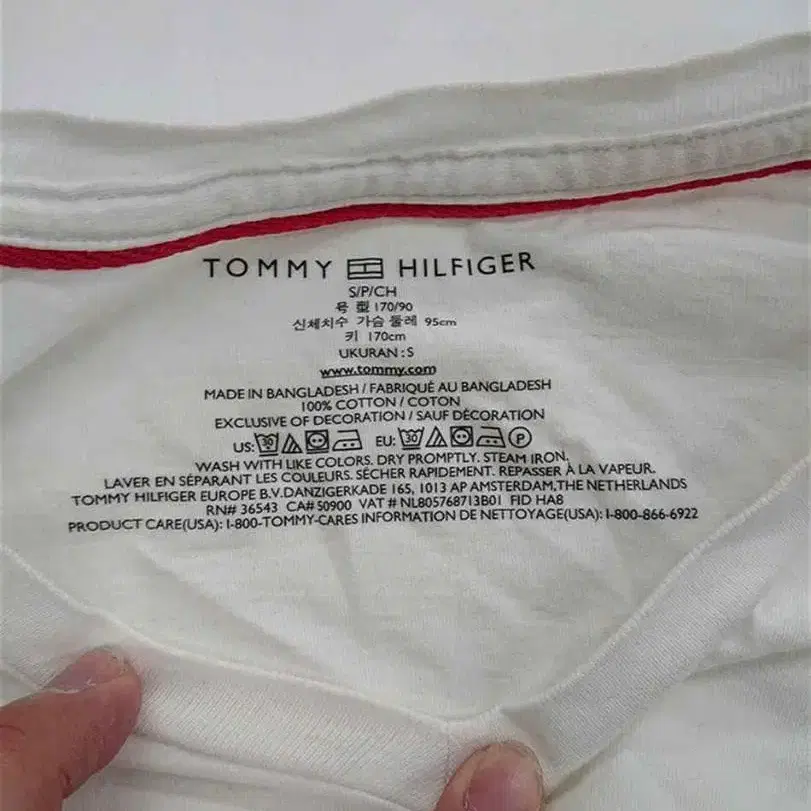 TOMMY HILFIGER
S/P/CH
号 型 170/90
신체치수 가슴 둘레 95cm
키 170cm
UKURAN : S
www.tommy.com
MADE IN BANGLADESH / FABRIQUÉ AU BANGLADESH
100% COTTON / COTON
EXCLUSIVE OF DECORATION / SAUF DÉCORATION
US: 30 EU: 30 P
WASH WITH LIKE COLORS. DRY PROMPTLY. STEAM IRON.
LAVER EN SÉPARANT LES COULEURS. SÉCHER RAPIDEMENT. REPASSER À LA VAPEUR.
TOMMY HILFIGER EUROPE B.V.DANZIGERKADE 165, 1013 AP AMSTERDAM,THE NETHERLANDS
RN# 36543 CA# 50900 VAT # NL805768713B01 FID HA8
PRODUCT CARE(USA): 1-800-TOMMY-CARES INFORMATION DE NETTOYAGE(USA): 1-800-866-6922